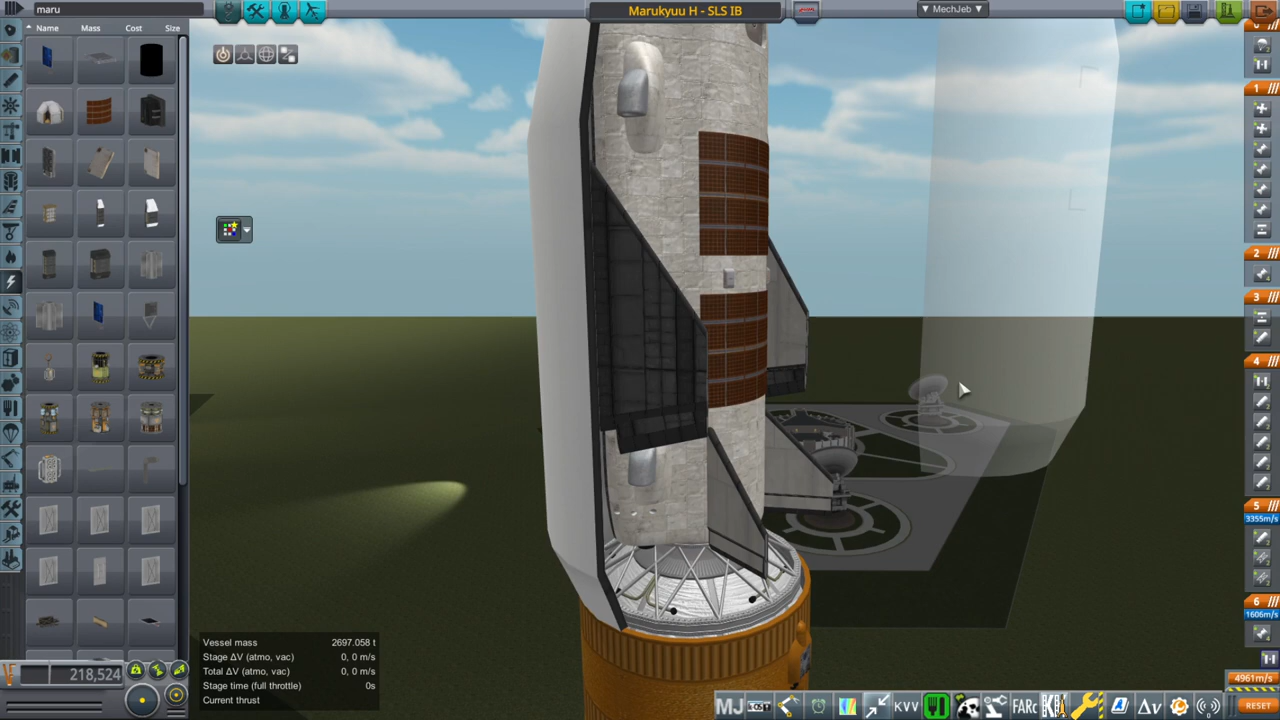 maru
Marukyuu H - SLS IB
▼ MechJeb ▼
Name Mass Cost Size
1
2
3
4
5
3355m/s
6
1606m/s
4961m/s
RESET
Vessel mass 2697.058 t
Stage ΔV (atmo, vac) 0, 0 m/s
Total ΔV (atmo, vac) 0, 0 m/s
Stage time (full throttle) 0s
Current thrust
218,524
MJ KVV FARc Δv